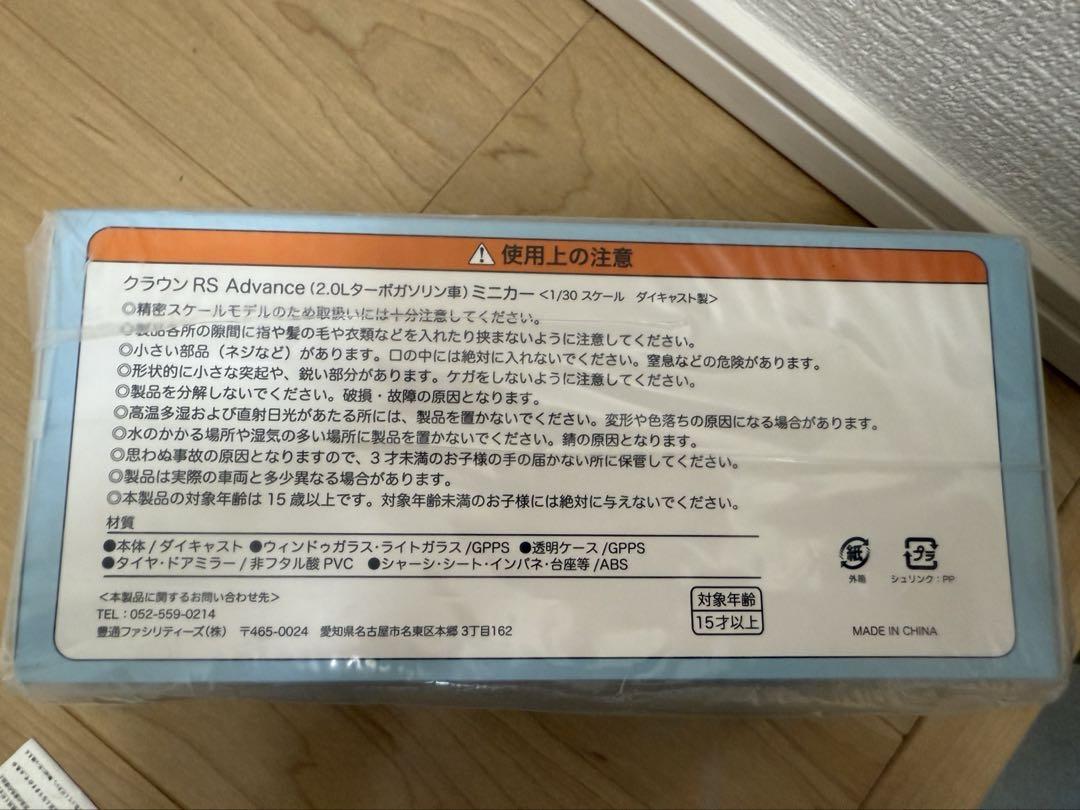 ⚠ 使用上の注意
クラウン RS Advance（2.0Lターボガソリン車）ミニカー＜1/30 スケール ダイキャスト製＞
◎精密スケールモデルのため取扱いには十分注意してください。
◎製品各所の隙間に指や髪の毛や衣類などを入れたり挟まないように注意してください。
◎小さい部品（ネジなど）があります。口の中には絶対に入れないでください。窒息などの危険があります。
◎形状的に小さな突起や、鋭い部分があります。ケガをしないように注意してください。
◎製品を分解しないでください。破損・故障の原因となります。
◎高温多湿および直射日光があたる所には、製品を置かないでください。変形や色落ちの原因になる場合があります。
◎水のかかる場所や湿気の多い場所に製品を置かないでください。錆の原因となります。
◎思わぬ事故の原因となりますので、3才未満のお子様の手の届かない所に保管してください。
◎製品は実際の車両と多少異なる場合があります。
◎本製品の対象年齢は15歳以上です。対象年齢未満のお子様には絶対に与えないでください。
材質
●本体/ダイキャスト ●ウィンドゥガラス・ライトガラス/GPPS ●透明ケース/GPPS
●タイヤ・ドアミラー/非フタル酸PVC ●シャーシ・シート・インパネ・台座等/ABS
紙
外箱
プラ
シュリンク：PP
＜本製品に関するお問い合わせ先＞
TEL：052-559-0214
豊通ファシリティーズ（株） 〒465-0024 愛知県名古屋市名東区本郷3丁目162
対象年齢
15才以上
MADE IN CHINA